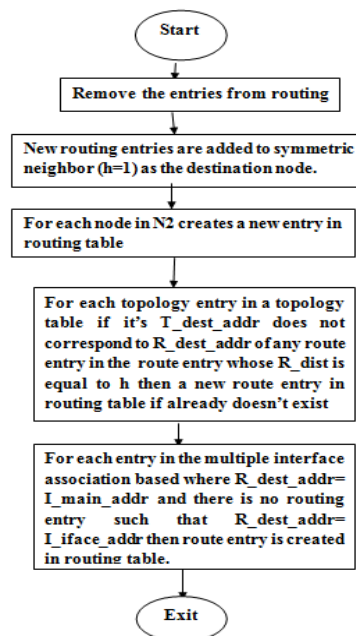 Start
Remove the entries from routing
New routing entries are added to symmetric
neighbor (h=1) as the destination node.
For each node in N2 creates a new entry in
routing table
For each topology entry in a topology
table if it's T_dest_addr does not
correspond to R_dest_addr of any route
entry in the route entry whose R_dist is
equal to h then a new route entry in
routing table if already doesn't exist
For each entry in the multiple interface
association based where R_dest_addr=
I_main_addr and there is no routing
entry such that R_dest_addr=
I_iface_addr then route entry is created
in routing table.
Exit